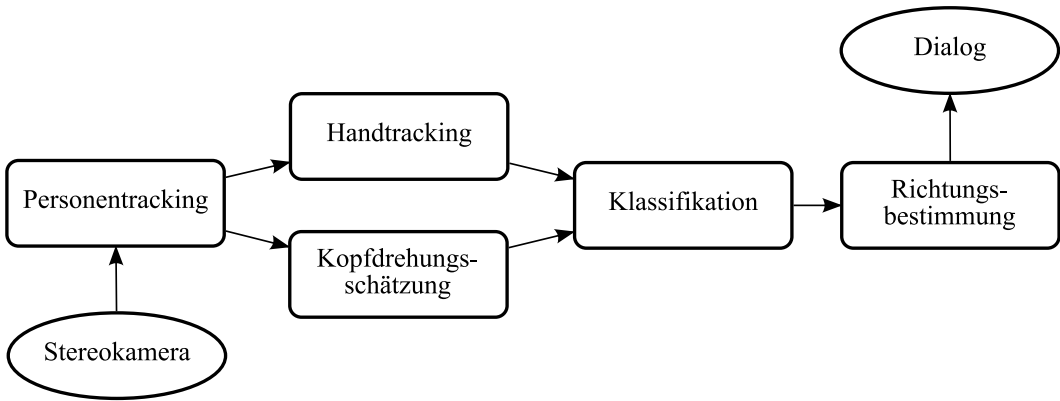 Dialog
Handtracking
Personentracking
Klassifikation
Richtungs-
bestimmung
Kopfdrehungs-
schätzung
Stereokamera